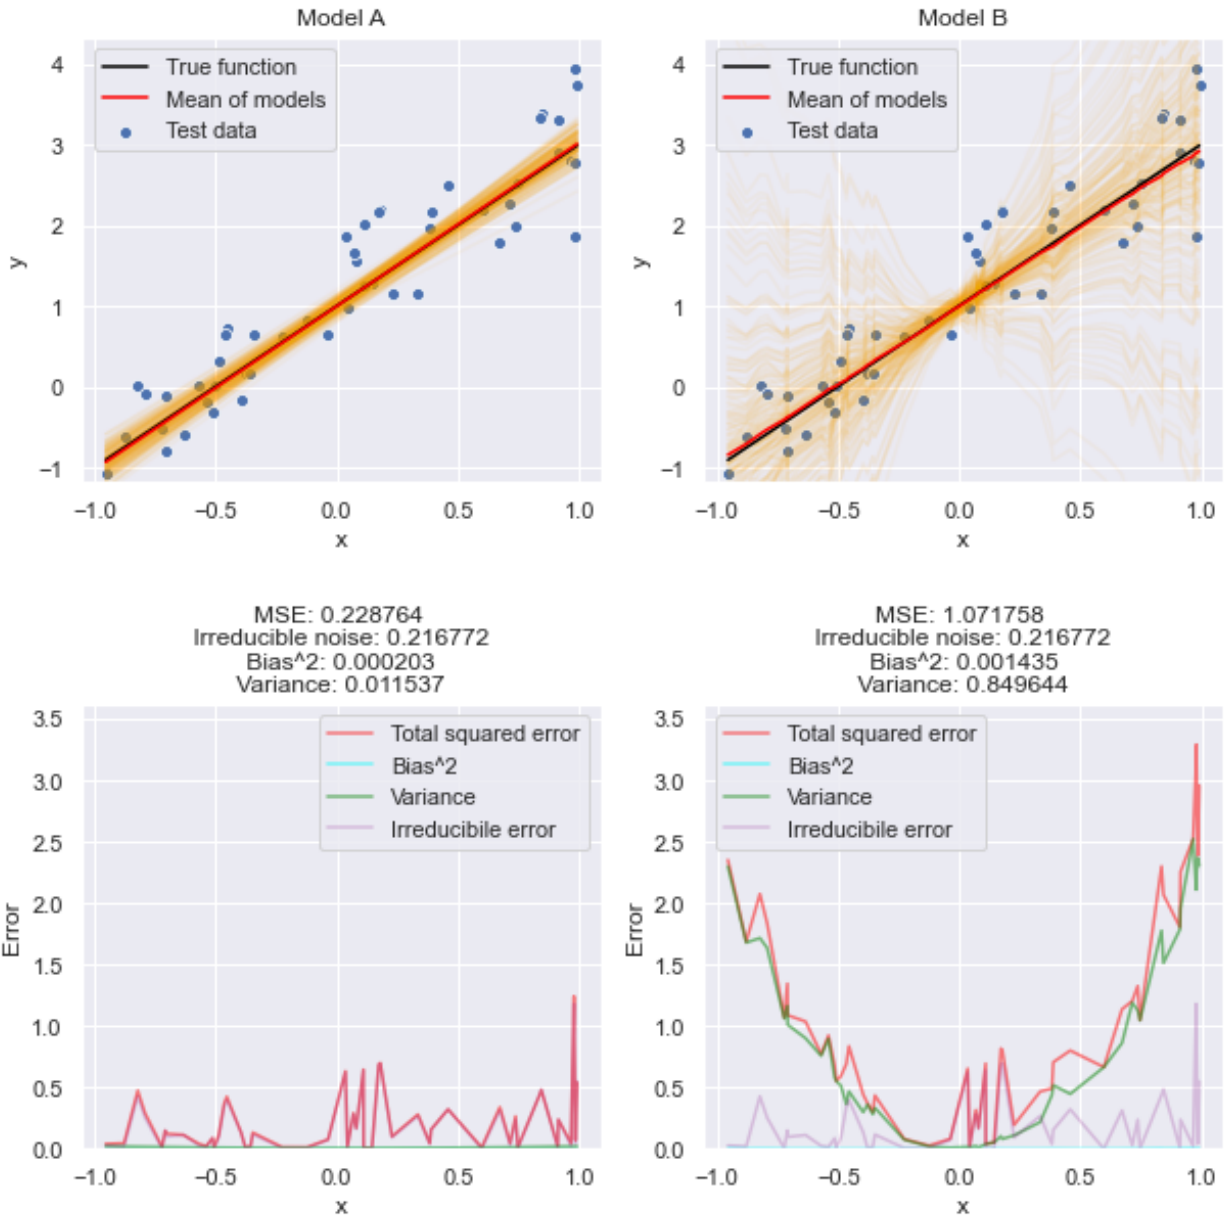 Model A
True function
Mean of models
Test data
4
3
2
1
0
−1
y
−1.0 −0.5 0.0 0.5 1.0
x
Model B
True function
Mean of models
Test data
4
3
2
1
0
−1
y
−1.0 −0.5 0.0 0.5 1.0
x
MSE: 0.228764
Irreducible noise: 0.216772
Bias^2: 0.000203
Variance: 0.011537
Total squared error
Bias^2
Variance
Irreducibile error
3.5
3.0
2.5
2.0
1.5
1.0
0.5
0.0
Error
−1.0 −0.5 0.0 0.5 1.0
x
MSE: 1.071758
Irreducible noise: 0.216772
Bias^2: 0.001435
Variance: 0.849644
Total squared error
Bias^2
Variance
Irreducibile error
3.5
3.0
2.5
2.0
1.5
1.0
0.5
0.0
Error
−1.0 −0.5 0.0 0.5 1.0
x